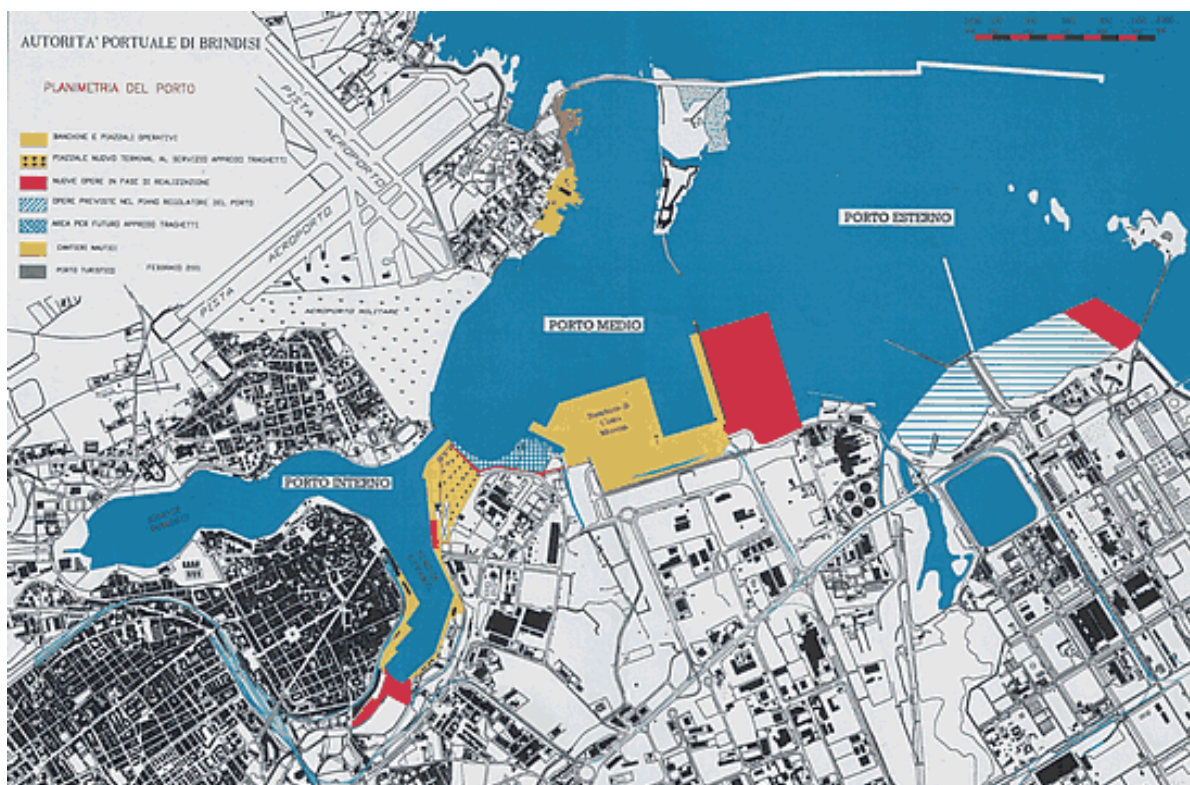 AUTORITA' PORTUALE DI BRINDISI
PLANIMETRIA DEL PORTO
BANCHINE E PIAZZALI OPERATIVI
PIAZZALE NUOVO TERMINAL AL SERVIZIO APPRODO TRAGHETTI
NUOVE OPERE IN FASE DI REALIZZAZIONE
OPERE PREVISTE NEL PIANO REGOLATORE DEL PORTO
AREA PER FUTURO APPRODO TRAGHETTI
CANTIERI NAUTICI
PORTO TURISTICO FEBBRAIO 2001
PISTA AEROPORTO
PISTA AEROPORTO
AEROPORTO MILITARE
PORTO ESTERNO
PORTO MEDIO
PORTO INTERNO